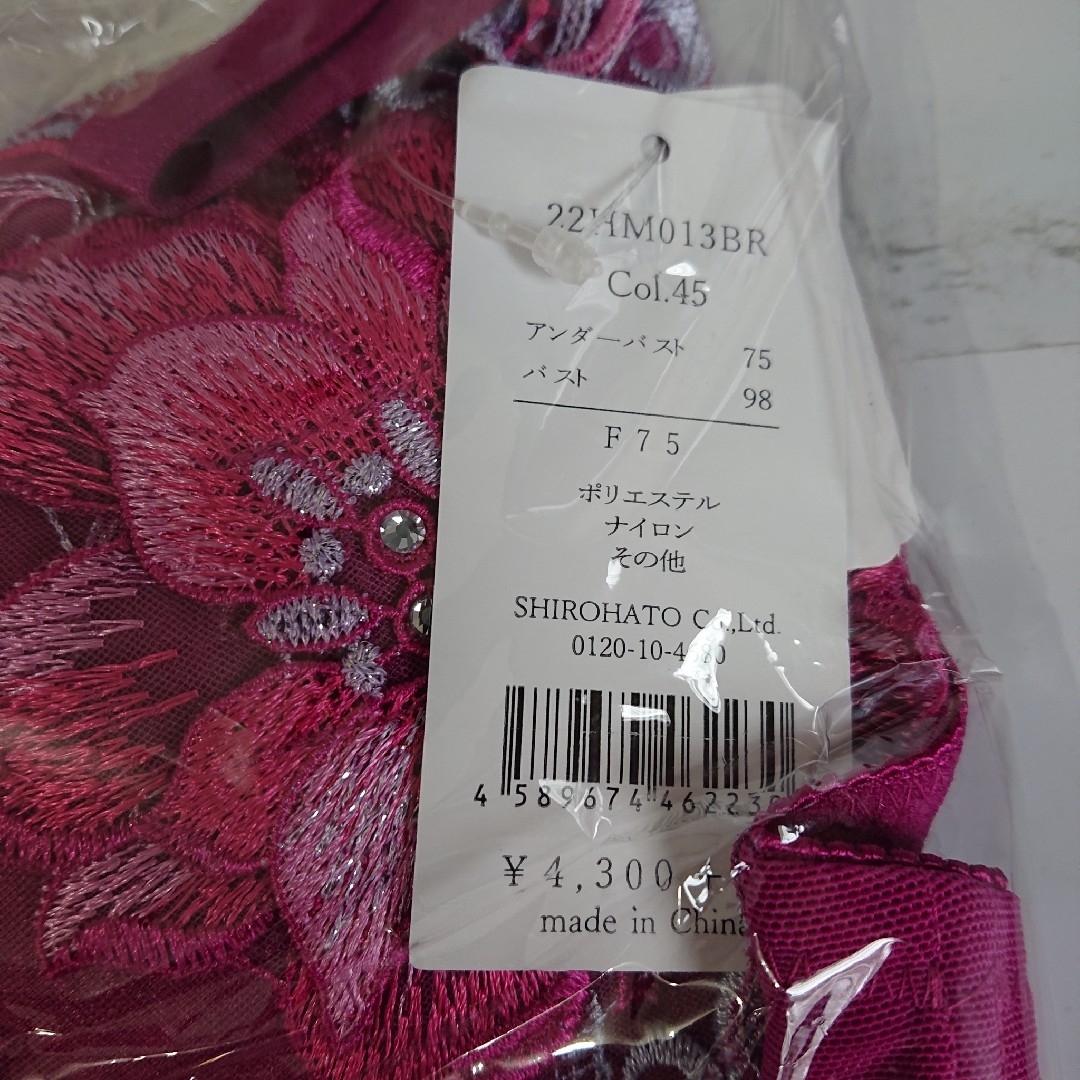 22HM013BR
Col.45
アンダーバスト 75
バスト 98
F75
ポリエステル
ナイロン
その他
SHIROHATO Co.,Ltd.
¥4,300
made in China